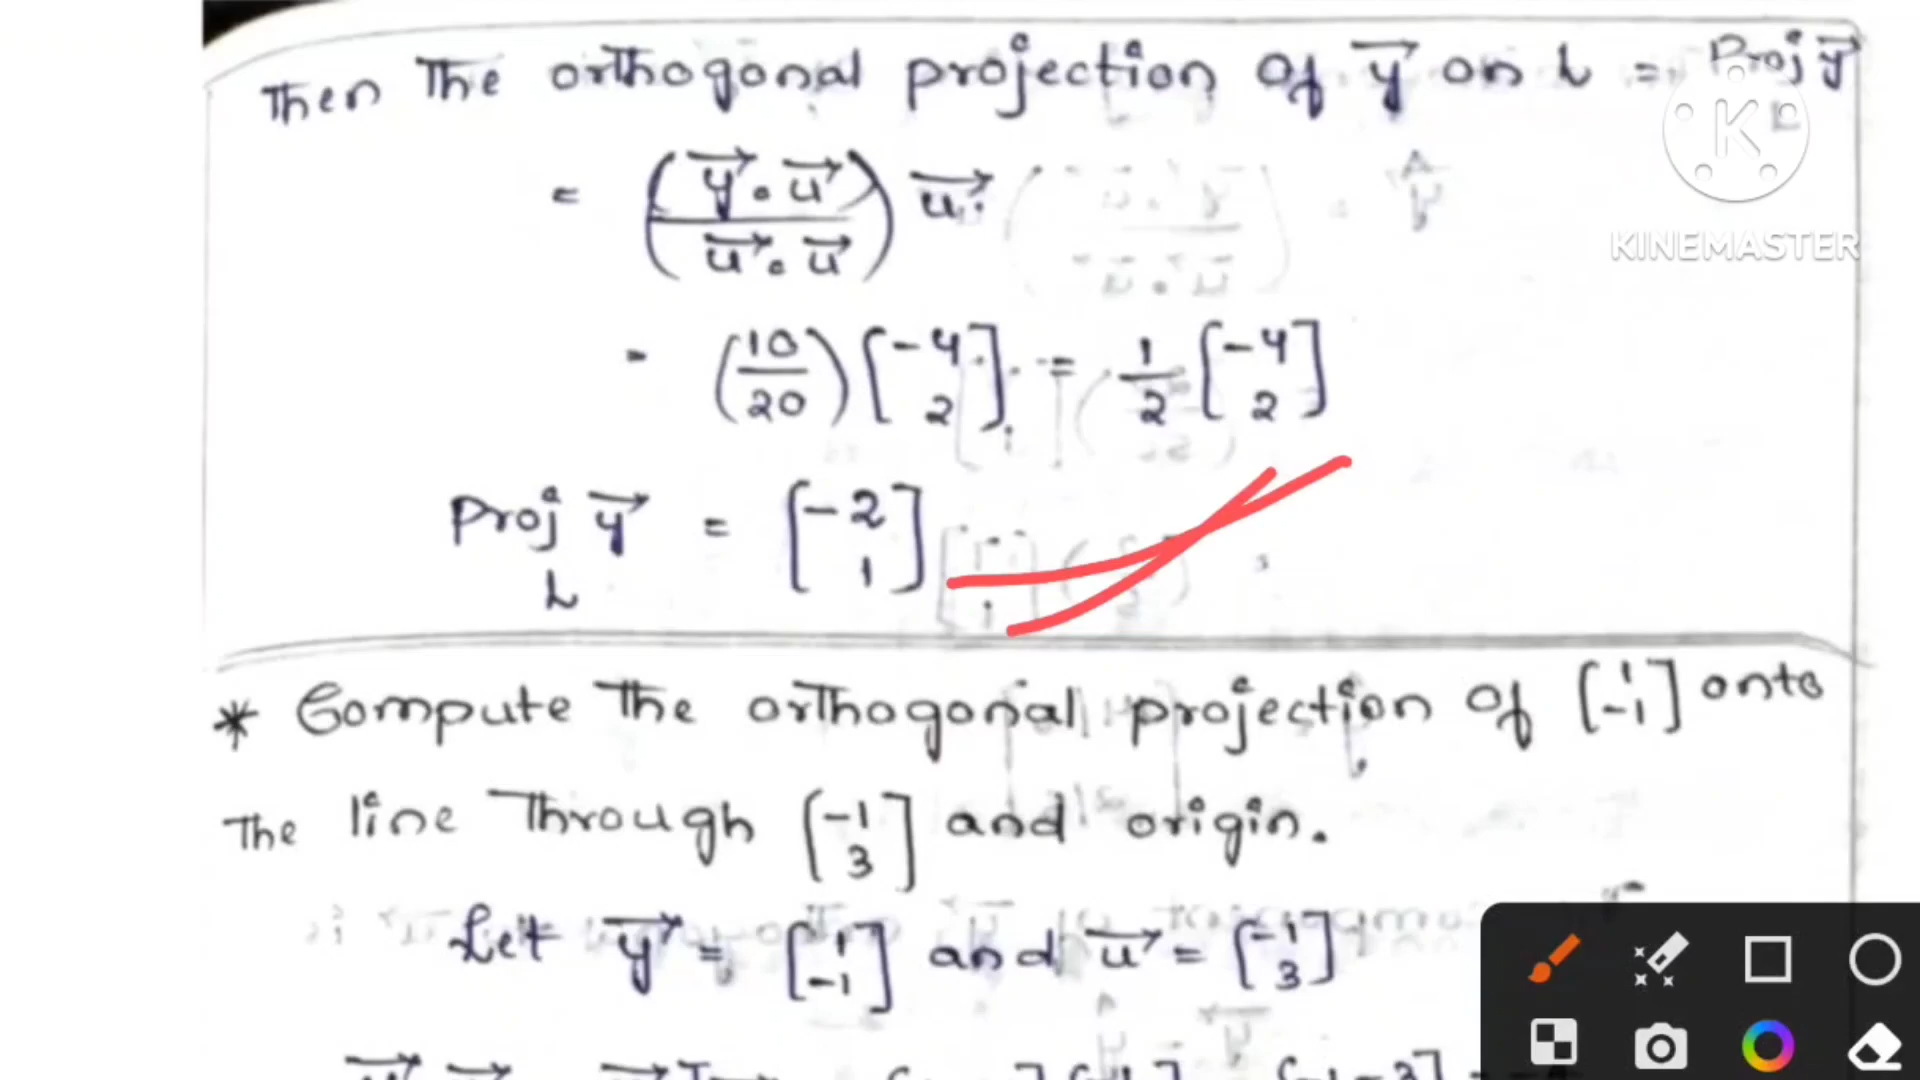 Then the orthogonal projection of y⃗ on L = Proj_L y⃗
= (y⃗ . u⃗ / u⃗ . u⃗) u⃗.
KINEMASTER
= (10/20) [-4 2] = 1/2 [-4 2]
Proj_L y⃗ = [-2 1]
* Compute the orthogonal projection of [1 -1] onto
the line through [-1 3] and origin.
Let y⃗ = [1 -1] and u⃗ = [-1 3]